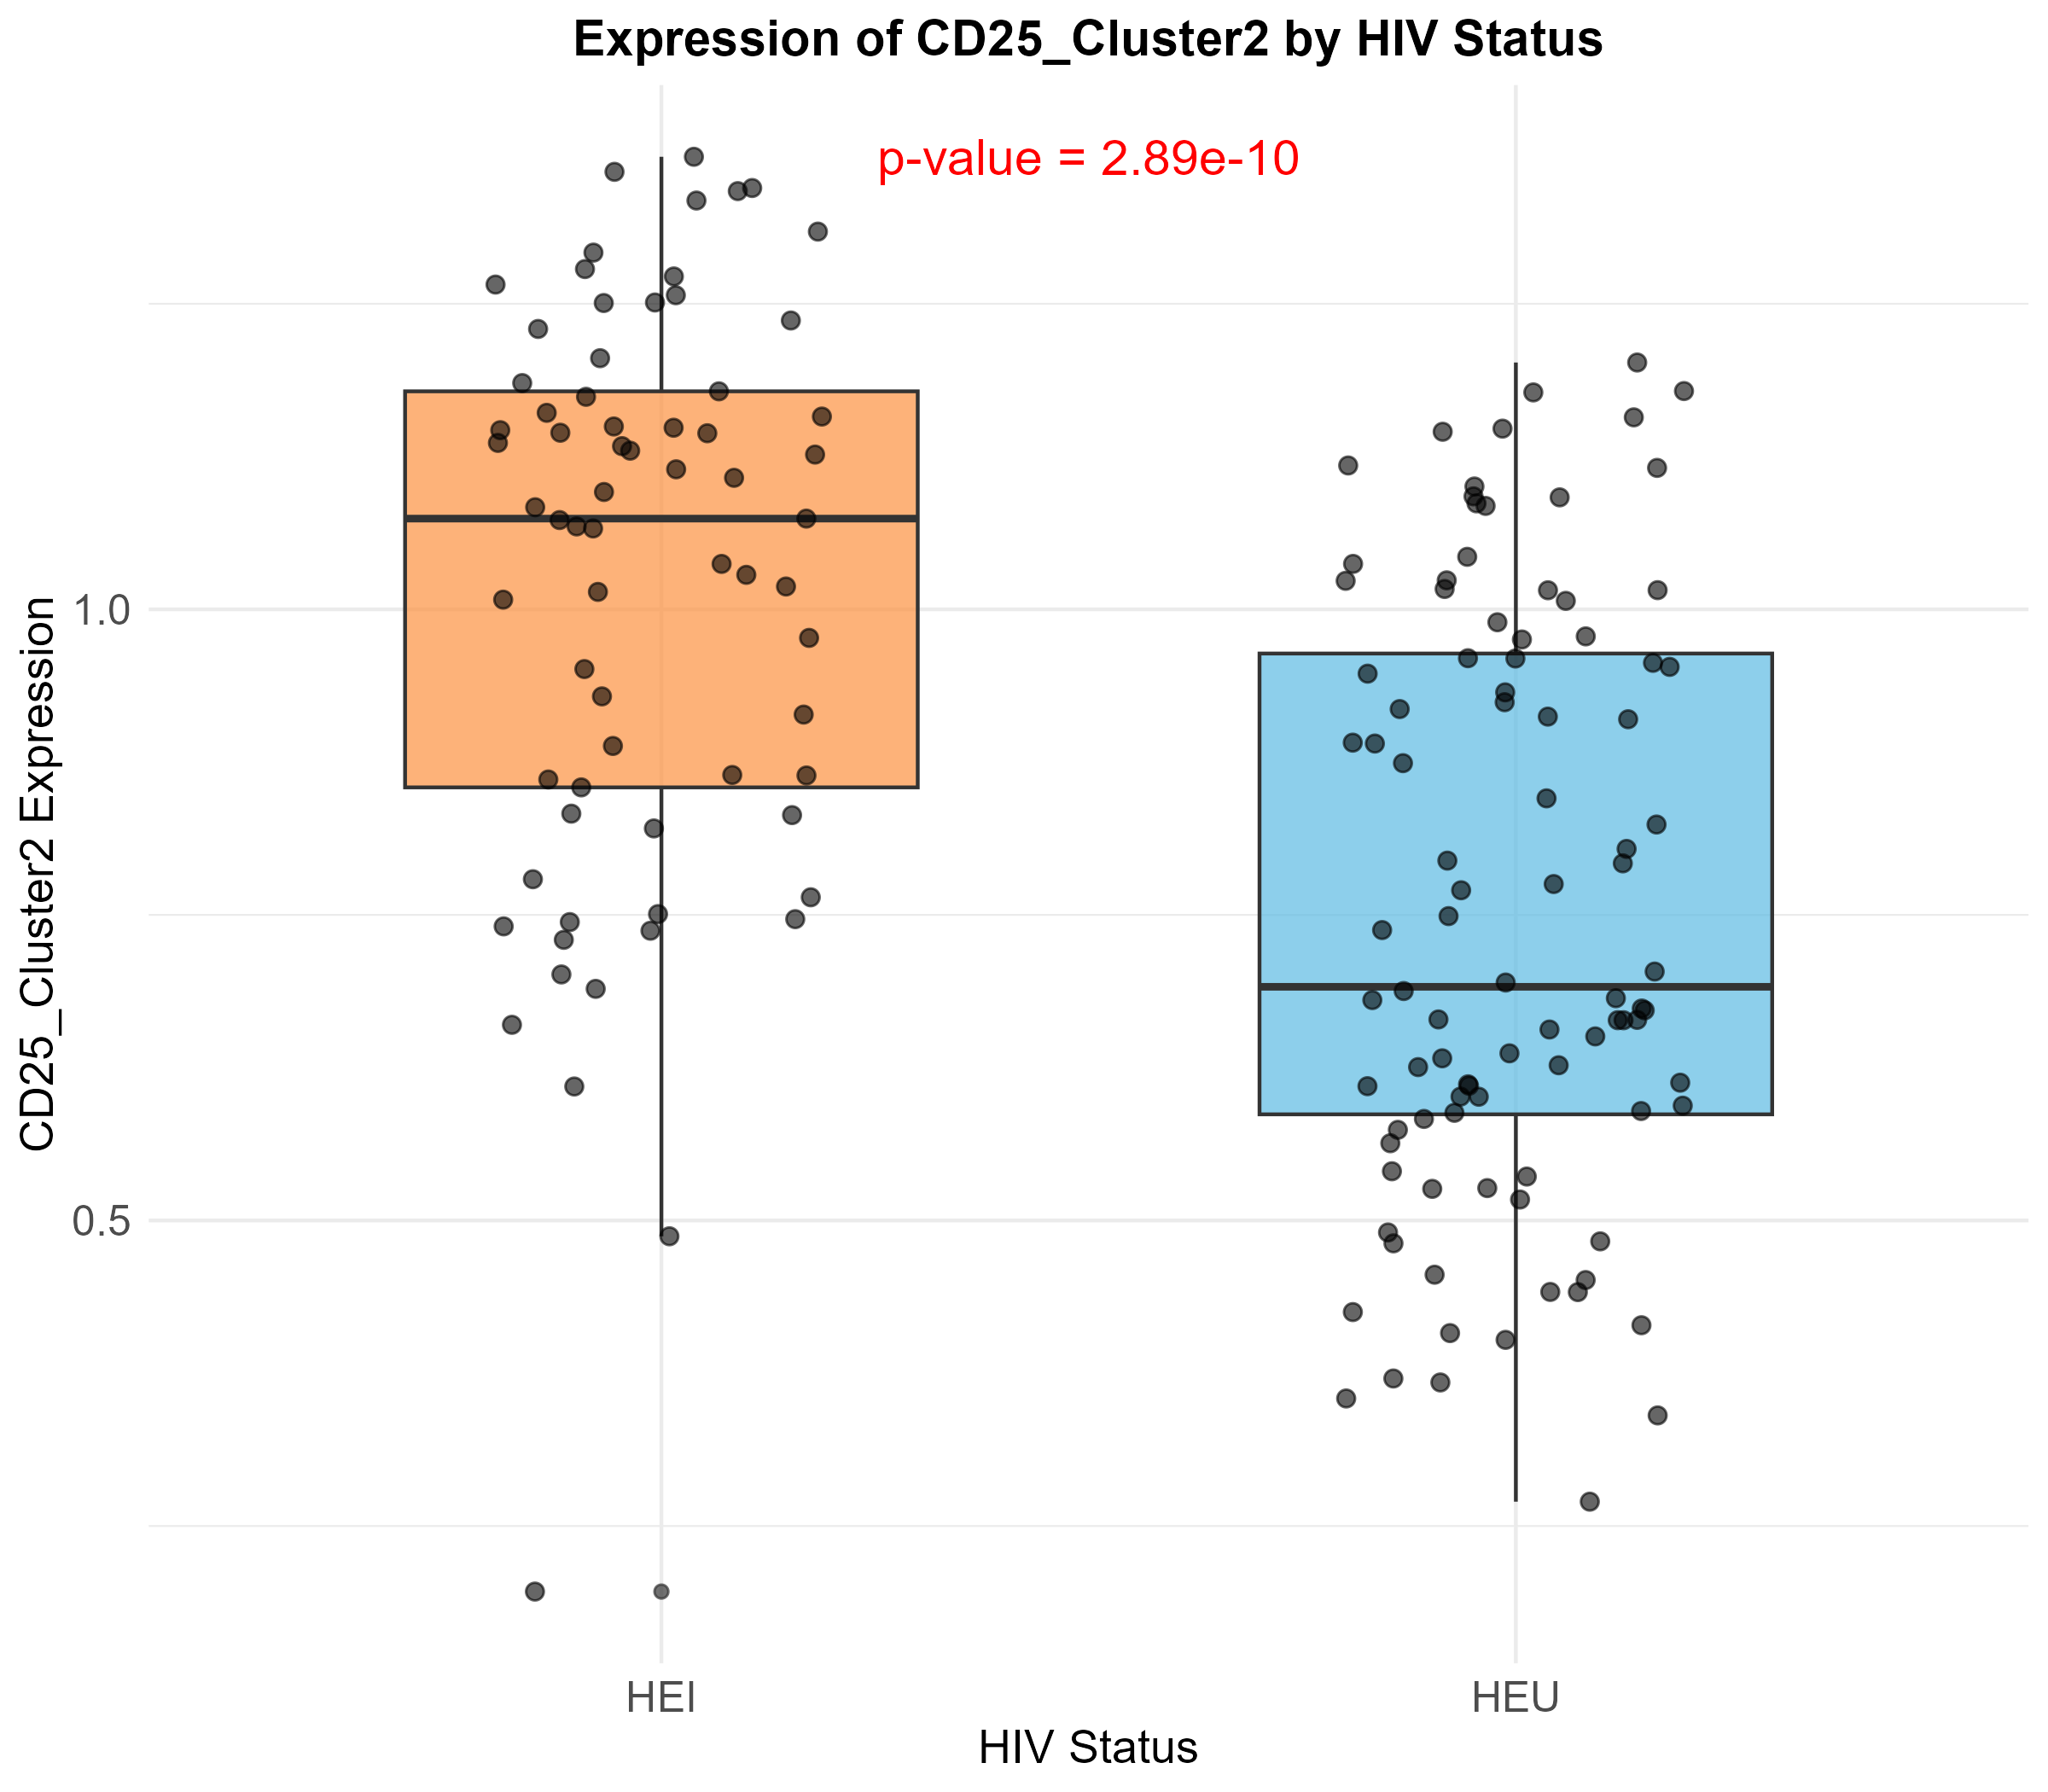 Expression of CD25_Cluster2 by HIV Status
p-value = 2.89e-10
CD25_Cluster2 Expression
1.0
0.5
HEI
HEU
HIV Status